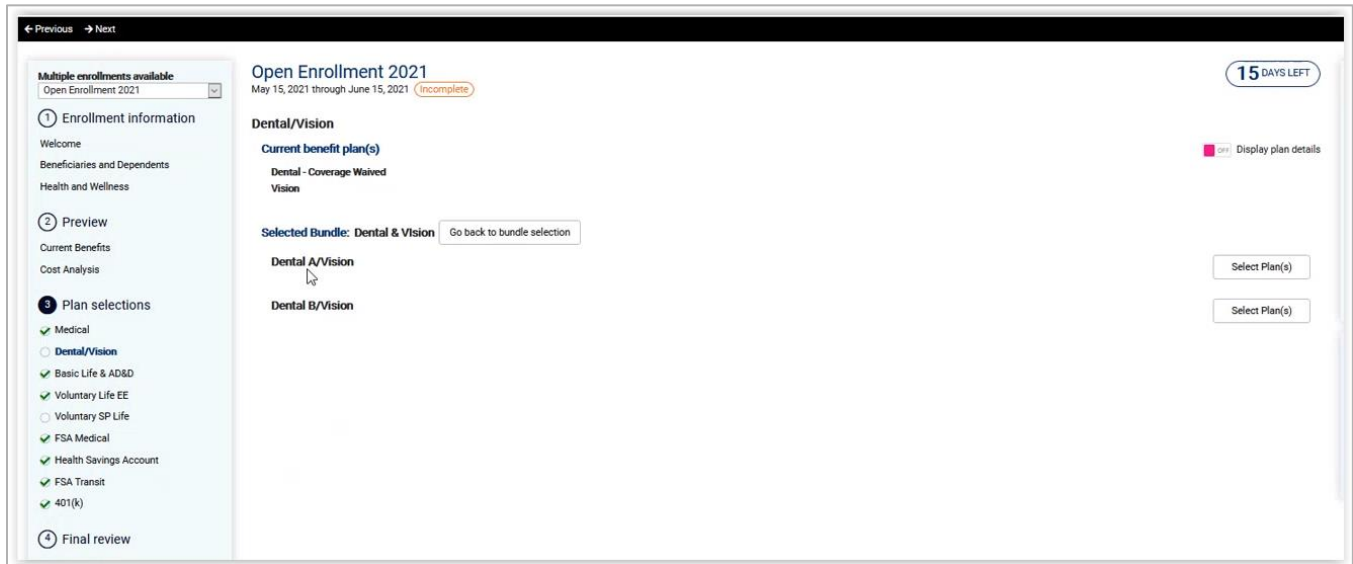 ← Previous → Next
Multiple enrollments available
Open Enrollment 2021
1 Enrollment information
Welcome
Beneficiaries and Dependents
Health and Wellness
2 Preview
Current Benefits
Cost Analysis
3 Plan selections
Medical
Dental/Vision
Basic Life & AD&D
Voluntary Life EE
Voluntary SP Life
FSA Medical
Health Savings Account
FSA Transit
401(k)
4 Final review
Open Enrollment 2021
15 DAYS LEFT
May 15, 2021 through June 15, 2021 Incomplete
Dental/Vision
Current benefit plan(s)
OFF Display plan details
Dental - Coverage Waived
Vision
Selected Bundle: Dental & VIsion Go back to bundle selection
Dental A/Vision
Select Plan(s)
Dental B/Vision
Select Plan(s)